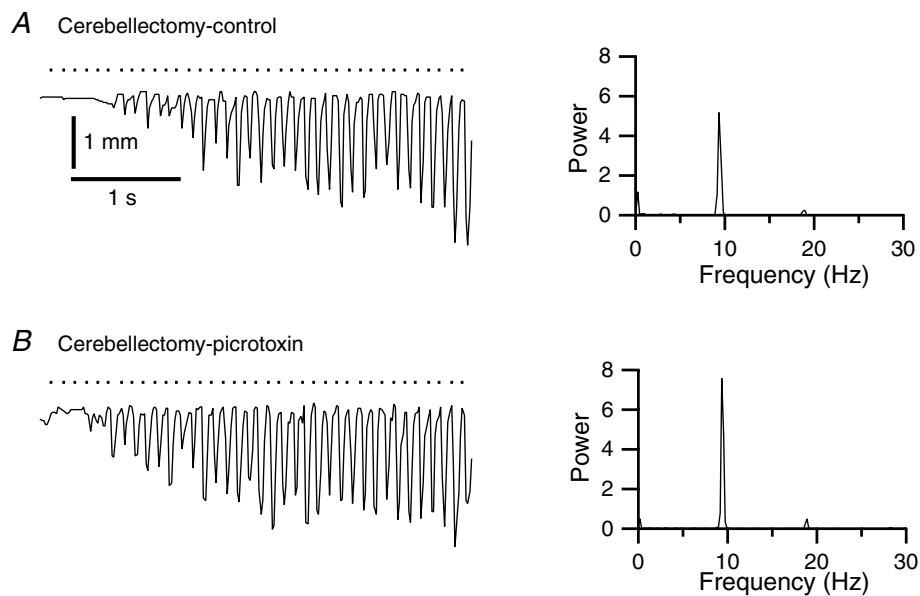 A Cerebellectomy-control
1 mm
1 s
8
6
4
2
0
Power
0 10 20 30
Frequency (Hz)
B Cerebellectomy-picrotoxin
8
6
4
2
0
Power
0 10 20 30
Frequency (Hz)